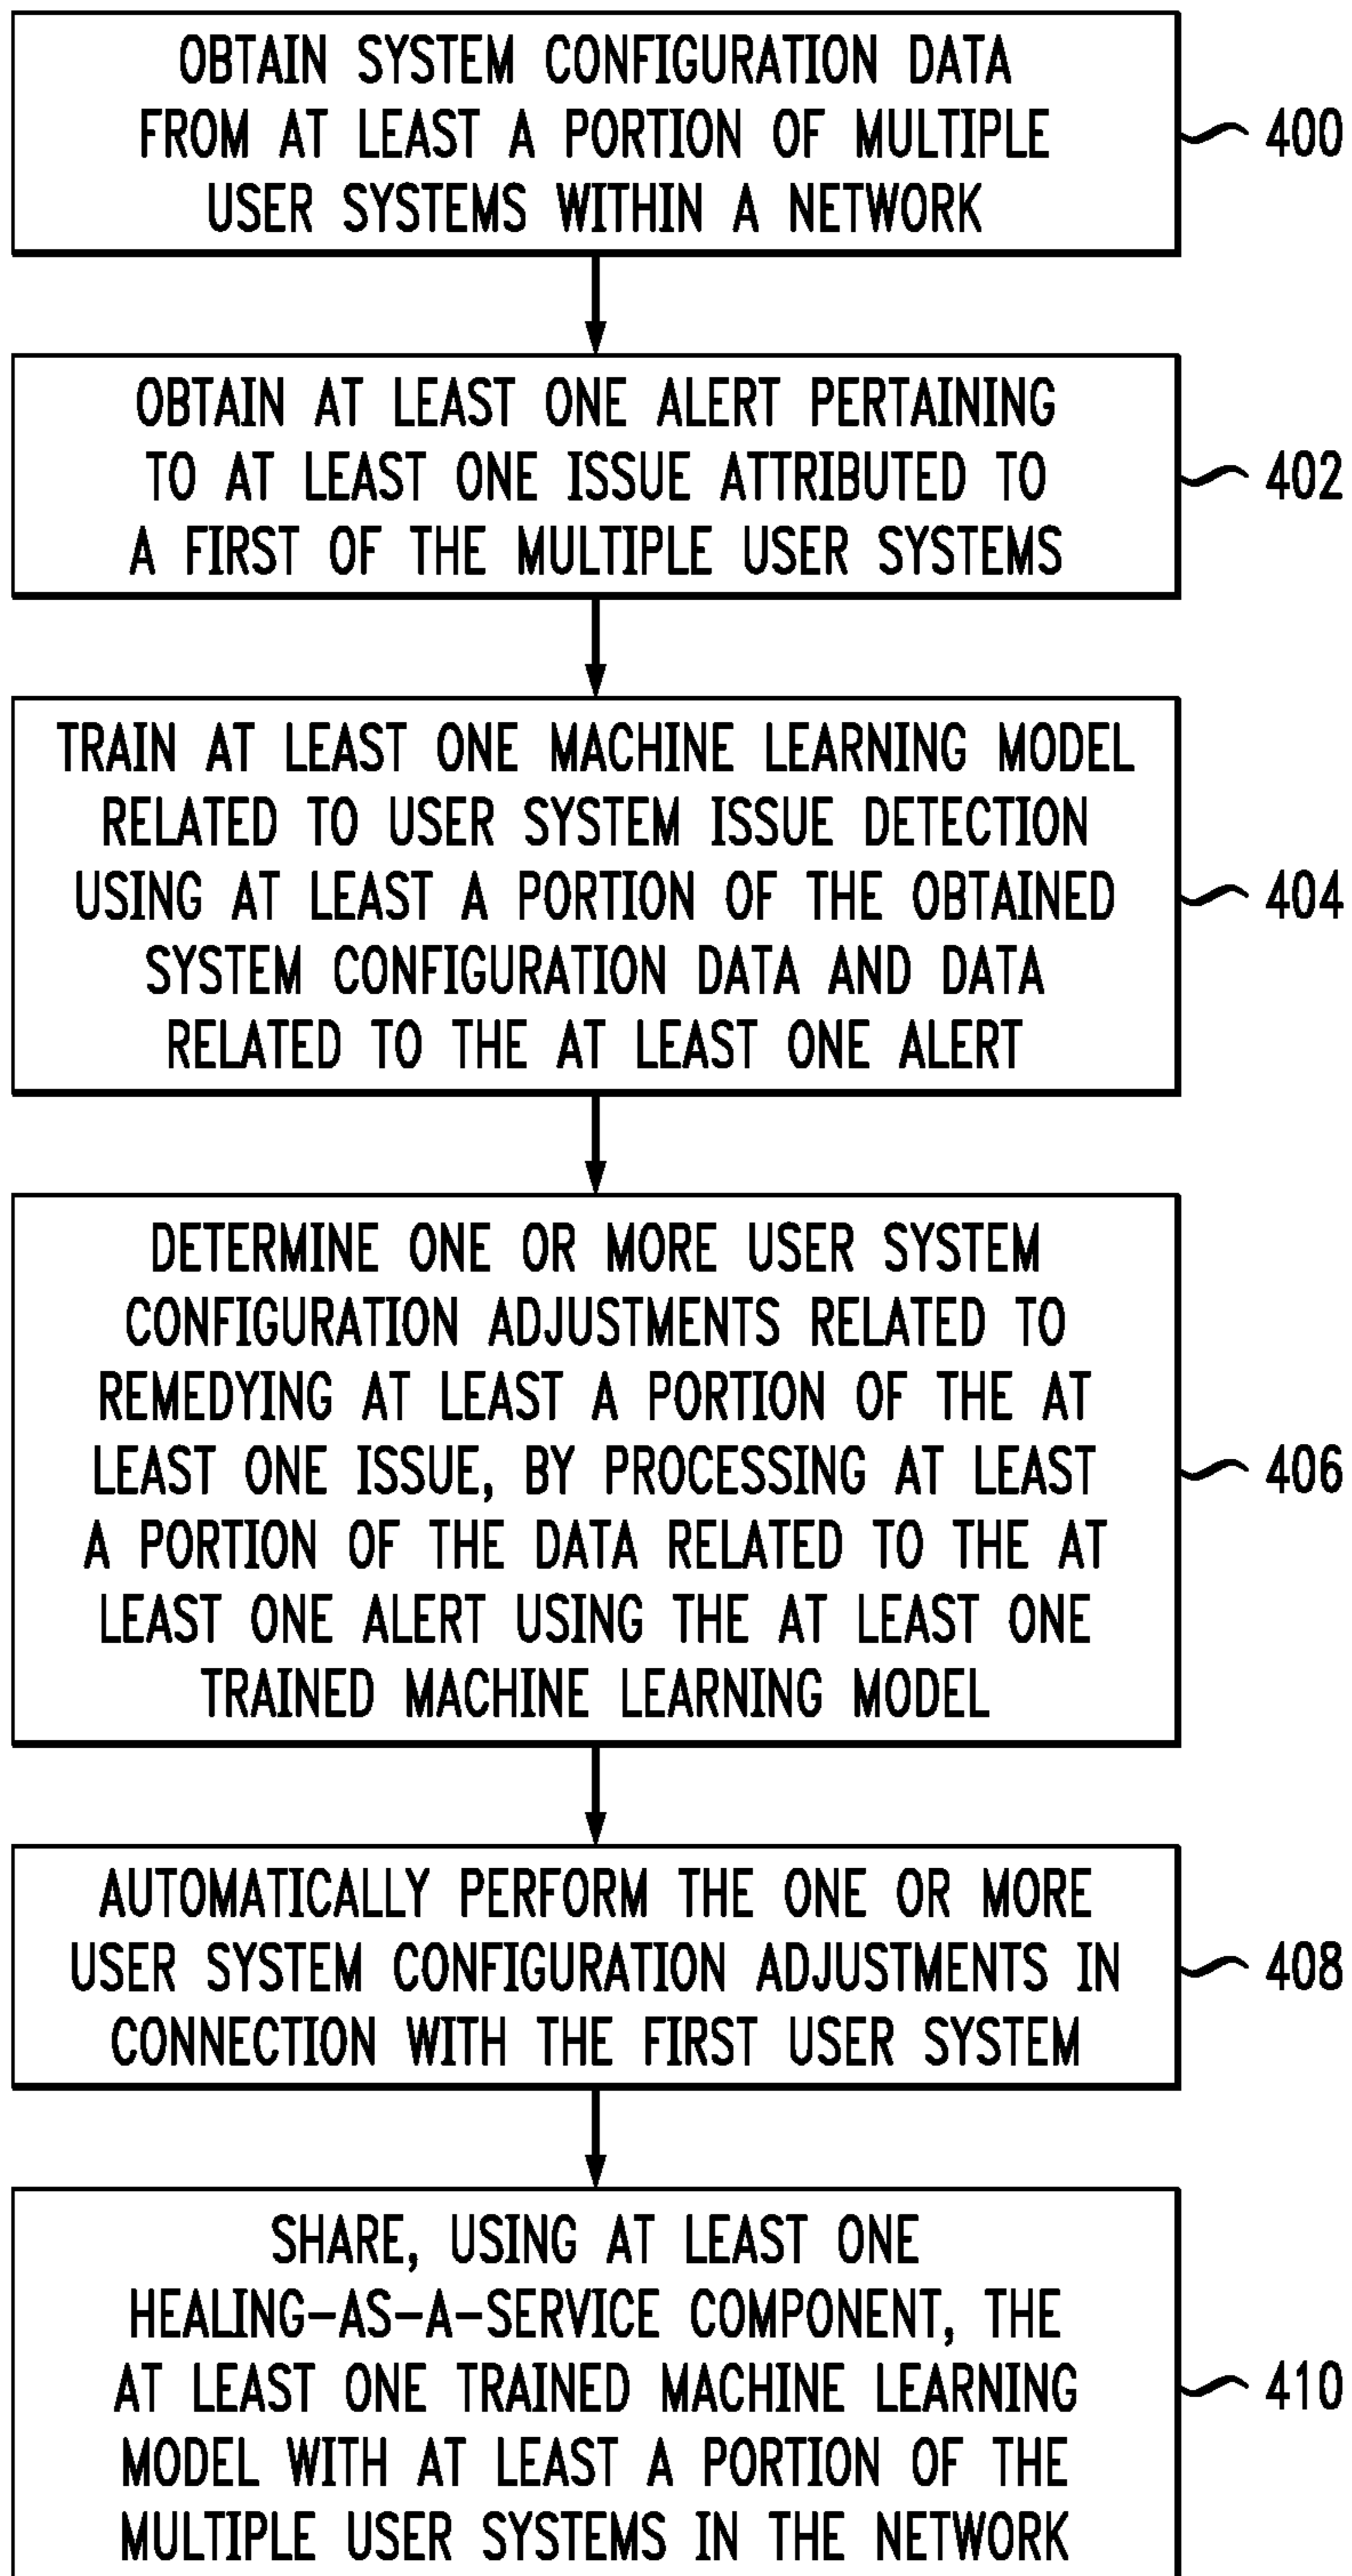 OBTAIN SYSTEM CONFIGURATION DATA
FROM AT LEAST A PORTION OF MULTIPLE
USER SYSTEMS WITHIN A NETWORK
400
OBTAIN AT LEAST ONE ALERT PERTAINING
TO AT LEAST ONE ISSUE ATTRIBUTED TO
A FIRST OF THE MULTIPLE USER SYSTEMS
402
TRAIN AT LEAST ONE MACHINE LEARNING MODEL
RELATED TO USER SYSTEM ISSUE DETECTION
USING AT LEAST A PORTION OF THE OBTAINED
SYSTEM CONFIGURATION DATA AND DATA
RELATED TO THE AT LEAST ONE ALERT
404
DETERMINE ONE OR MORE USER SYSTEM
CONFIGURATION ADJUSTMENTS RELATED TO
REMEDYING AT LEAST A PORTION OF THE AT
LEAST ONE ISSUE, BY PROCESSING AT LEAST
A PORTION OF THE DATA RELATED TO THE AT
LEAST ONE ALERT USING THE AT LEAST ONE
TRAINED MACHINE LEARNING MODEL
406
AUTOMATICALLY PERFORM THE ONE OR MORE
USER SYSTEM CONFIGURATION ADJUSTMENTS IN
CONNECTION WITH THE FIRST USER SYSTEM
408
SHARE, USING AT LEAST ONE
HEALING-AS-A-SERVICE COMPONENT, THE
AT LEAST ONE TRAINED MACHINE LEARNING
MODEL WITH AT LEAST A PORTION OF THE
MULTIPLE USER SYSTEMS IN THE NETWORK
410